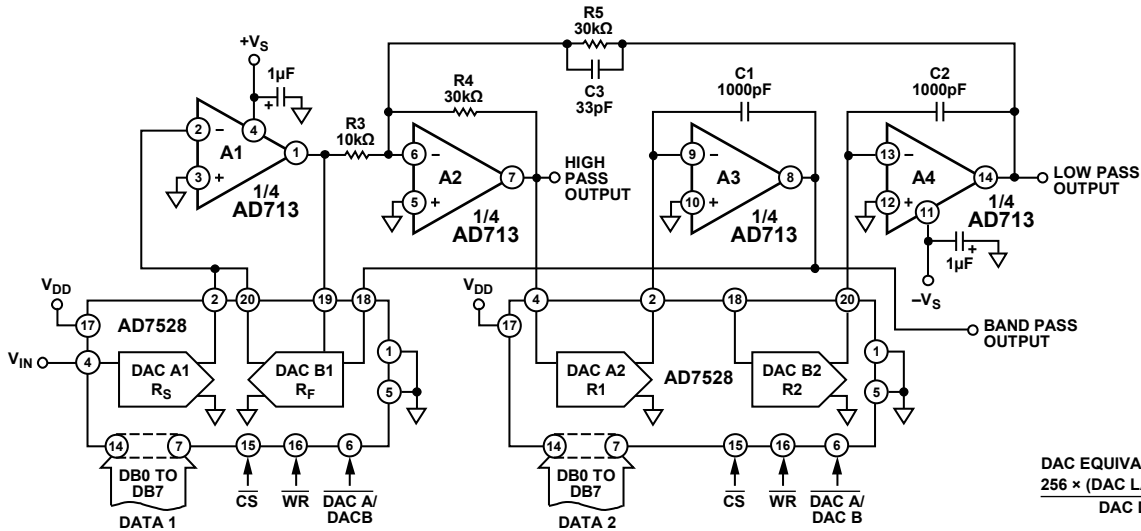 R5
30kΩ
+VS
1µF
+
C3
33pF
C1
1000pF
C2
1000pF
R4
30kΩ
R3
10kΩ
2
–
4
A1
1
3
+
1/4
AD713
6
–
A2
7
5
+
1/4
AD713
HIGH
PASS
OUTPUT
9
–
A3
8
10
+
1/4
AD713
13
–
A4
14
12
+
11
1/4
AD713
LOW PASS
OUTPUT
+
1µF
–VS
BAND PASS
OUTPUT
VDD
17
2
20
19
18
AD7528
VIN
4
DAC A1
RS
DAC B1
RF
1
5
14
7
15
16
6
DB0 TO
DB7
DATA 1
CS
WR
DAC A/
DACB
VDD
17
4
2
18
20
DAC A2
R1
AD7528
DAC B2
R2
1
5
14
7
15
16
6
DB0 TO
DB7
DATA 2
CS
WR
DAC A/
DAC B
DAC EQUIVA
256 × (DAC L
DAC